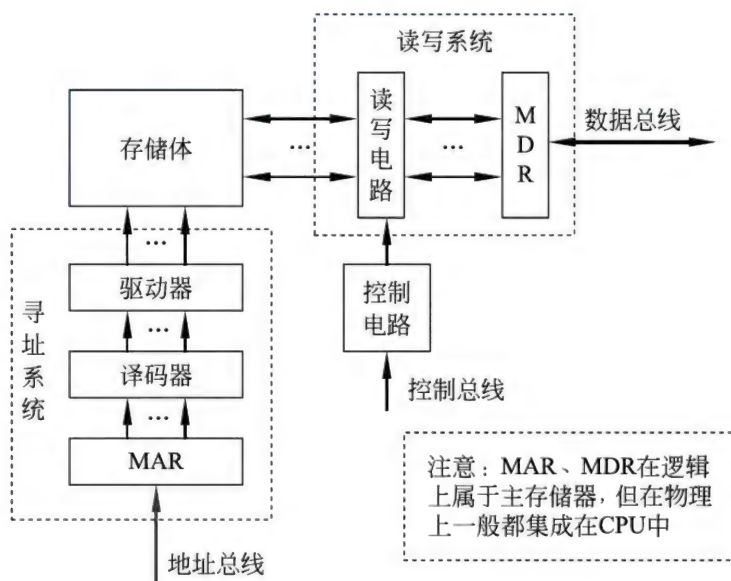 读写系统
存储体
...
读写电路
...
MDR
数据总线
...
寻址系统
驱动器
...
译码器
...
MAR
地址总线
控制
电路
控制总线
注意：MAR、MDR在逻辑
上属于主存储器，但在物理
上一般都集成在CPU中